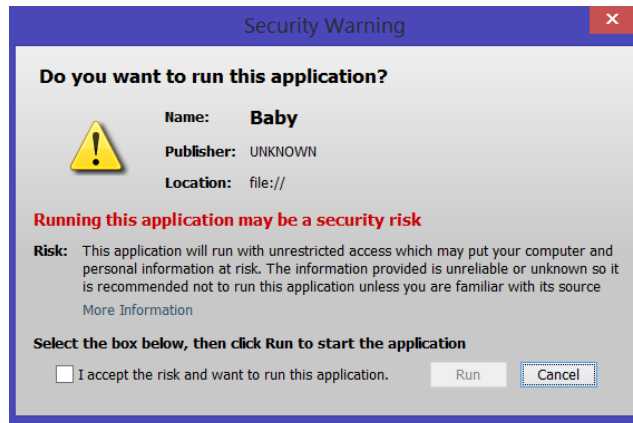 Security Warning
x
Do you want to run this application?
Name: Baby
Publisher: UNKNOWN
Location: file://
Running this application may be a security risk
Risk: This application will run with unrestricted access which may put your computer and
personal information at risk. The information provided is unreliable or unknown so it
is recommended not to run this application unless you are familiar with its source
More Information
Select the box below, then click Run to start the application
I accept the risk and want to run this application. Run Cancel